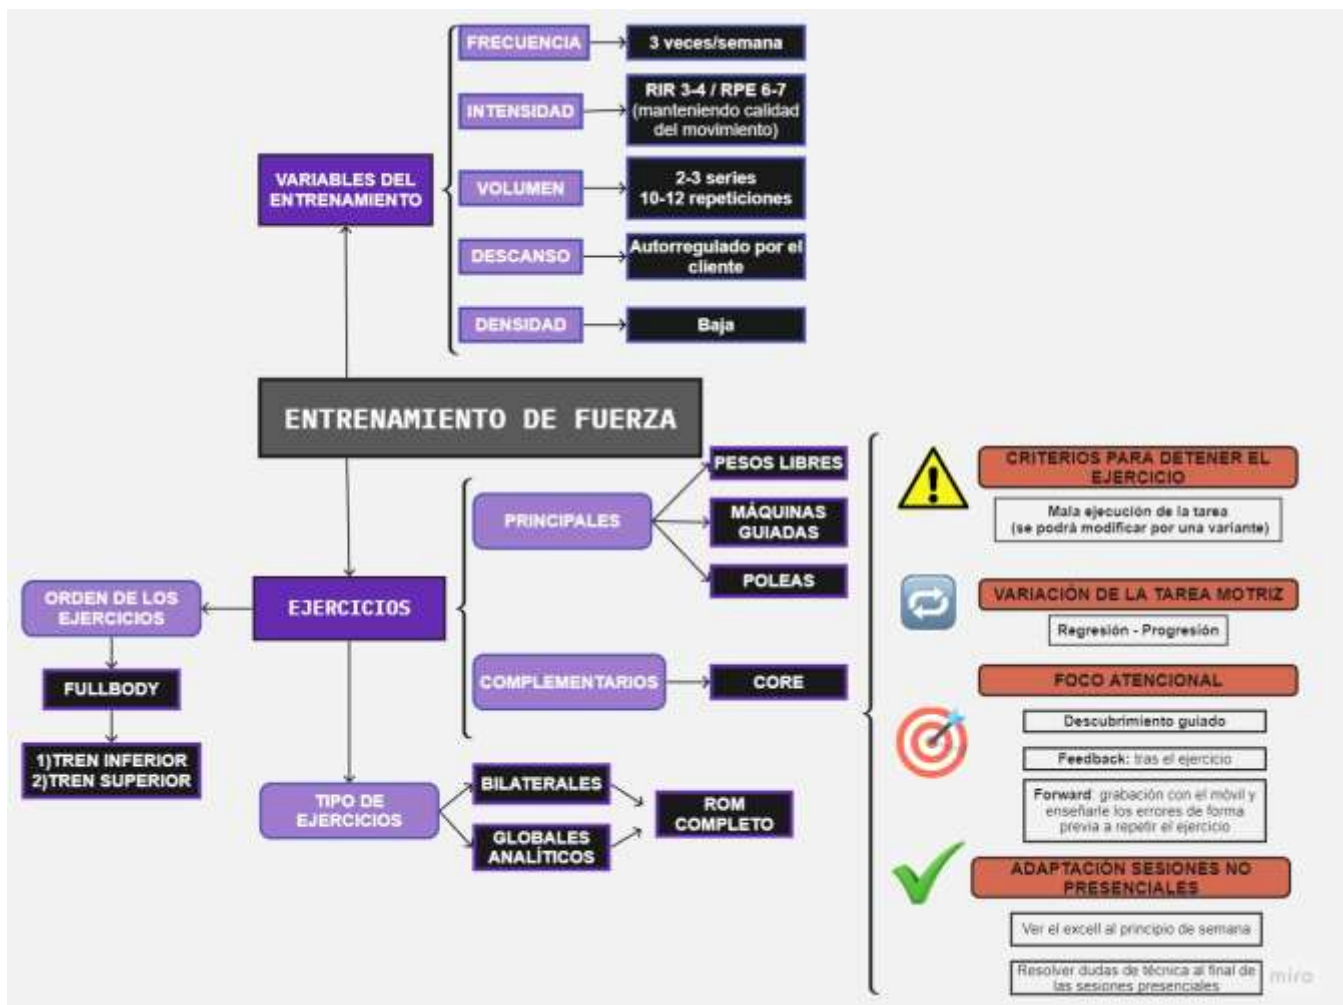 FRECUENCIA
3 veces/semana
INTENSIDAD
RIR 3-4 / RPE 6-7
(manteniendo calidad
del movimiento)
VARIABLES DEL
ENTRENAMIENTO
VOLUMEN
2-3 series
10-12 repeticiones
DESCANSO
Autorregulado por el
cliente
DENSIDAD
Baja
ENTRENAMIENTO DE FUERZA
EJERCICIOS
ORDEN DE LOS
EJERCICIOS
FULLBODY
1)TREN INFERIOR
2)TREN SUPERIOR
PRINCIPALES
PESOS LIBRES
MÁQUINAS
GUIADAS
POLEAS
COMPLEMENTARIOS
CORE
TIPO DE
EJERCICIOS
BILATERALES
GLOBALES
ANALÍTICOS
ROM
COMPLETO
CRITERIOS PARA DETENER EL
EJERCICIO
Mala ejecución de la tarea
(se podrá modificar por una variante)
VARIACIÓN DE LA TAREA MOTRIZ
Regresión - Progresión
FOCO ATENCIONAL
Descubrimiento guiado
Feedback: tras el ejercicio
Forward: grabación con el móvil y
enseñarle los errores de forma
previa a repetir el ejercicio
ADAPTACIÓN SESIONES NO
PRESENCIALES
Ver el excell al principio de semana
Resolver dudas de técnica al final de
las sesiones presenciales
miro